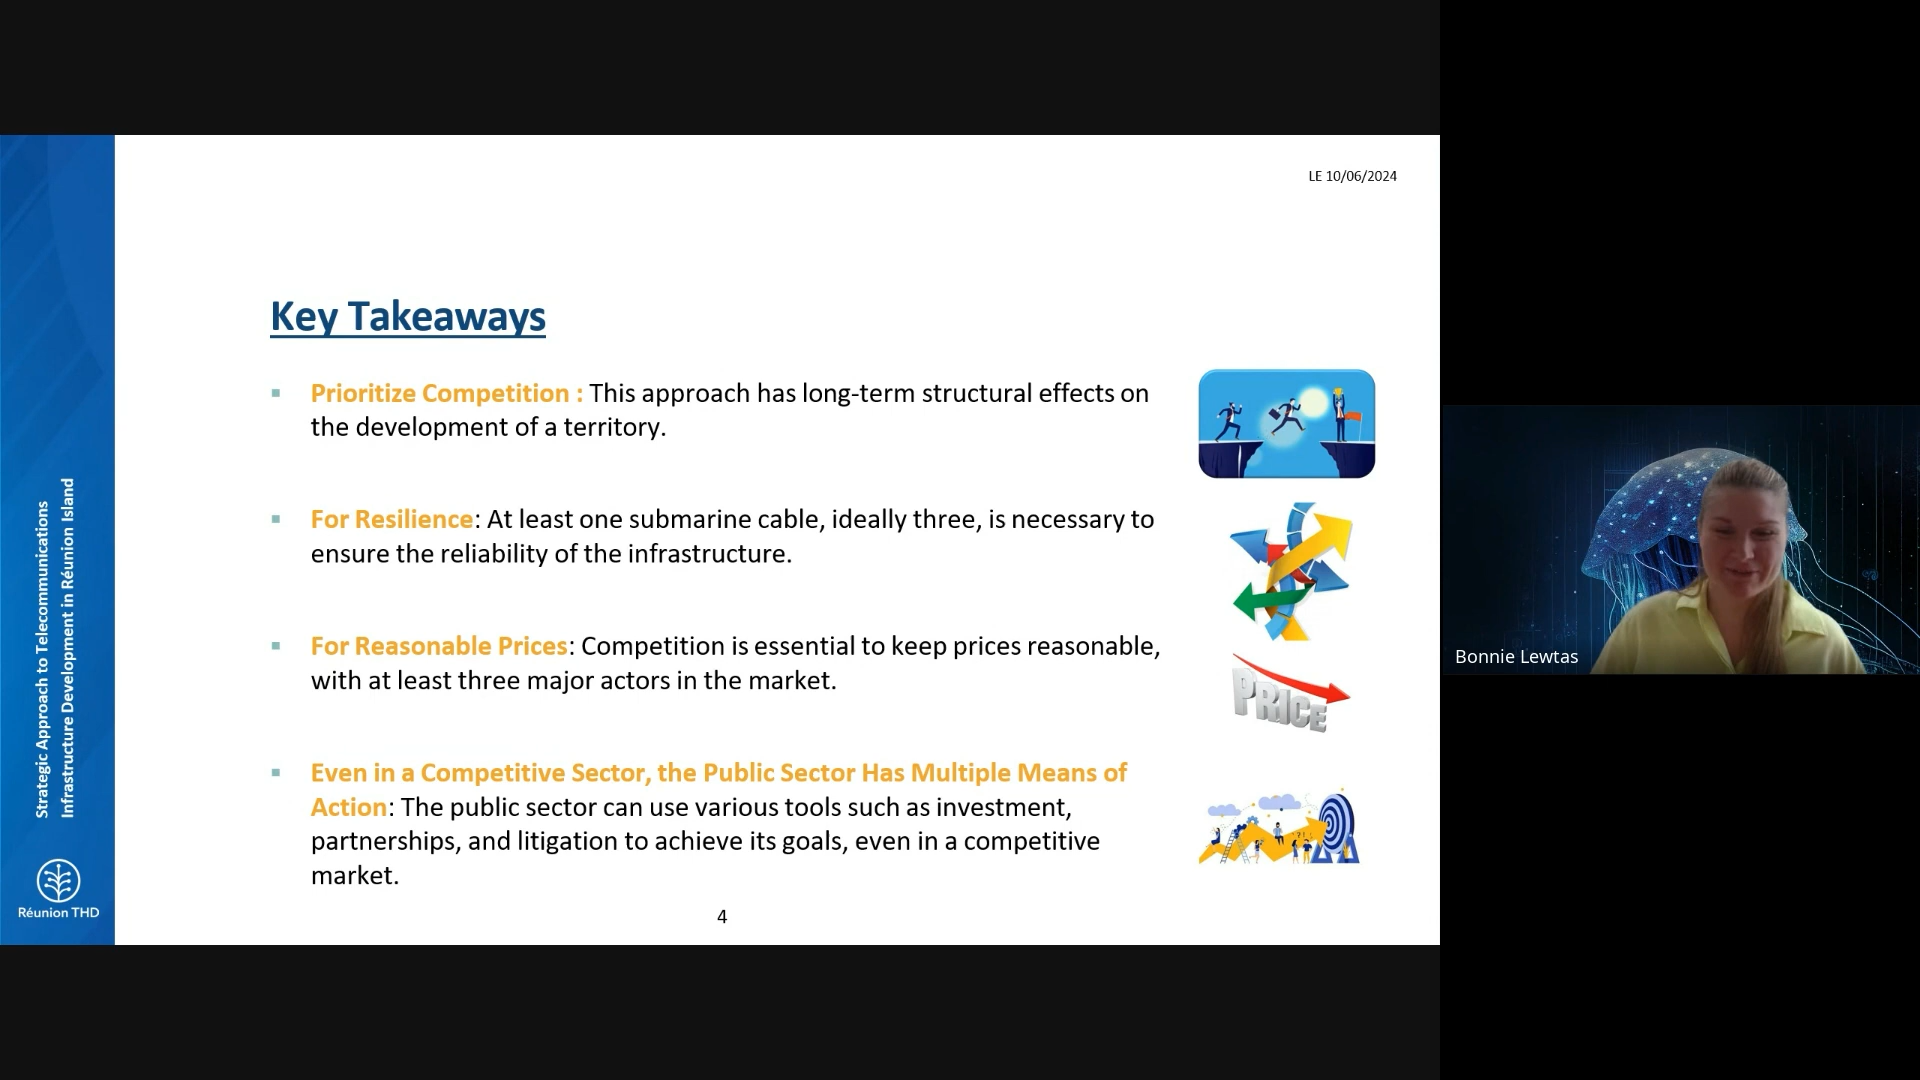 LE 10/06/2024
Key Takeaways
Prioritize Competition : This approach has long-term structural effects on
the development of a territory.
For Resilience: At least one submarine cable, ideally three, is necessary to
ensure the reliability of the infrastructure.
For Reasonable Prices: Competition is essential to keep prices reasonable,
with at least three major actors in the market.
PRICE
Even in a Competitive Sector, the Public Sector Has Multiple Means of
Action: The public sector can use various tools such as investment,
partnerships, and litigation to achieve its goals, even in a competitive
market.
4
Strategic Approach to Telecommunications
Infrastructure Development in Réunion Island
Réunion THD
Bonnie Lewtas